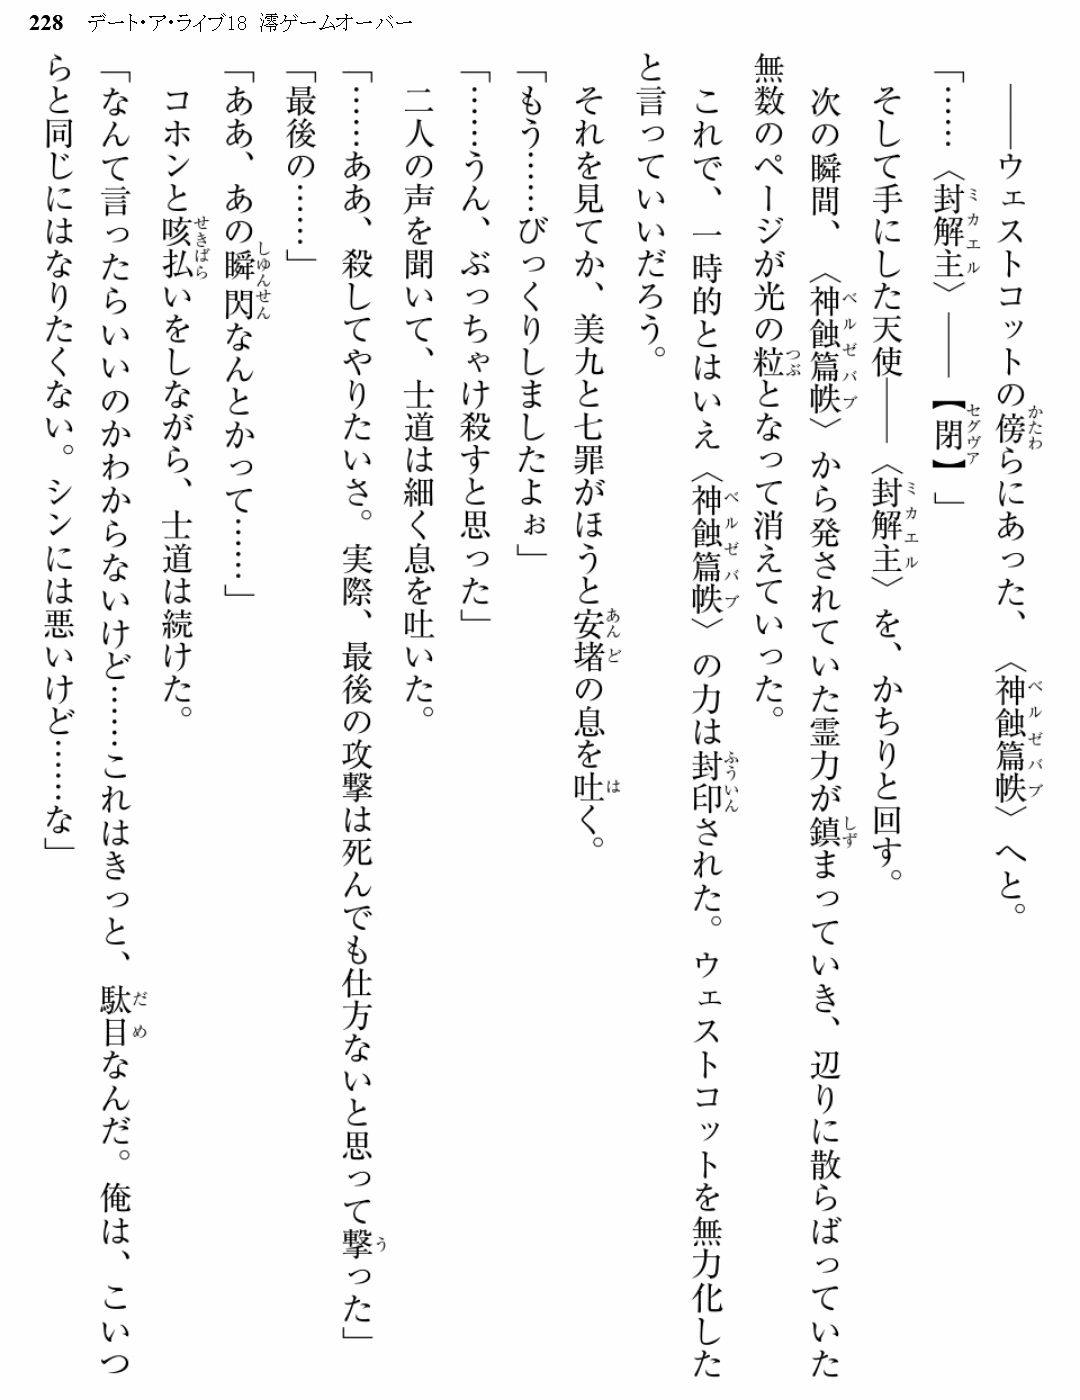 228 デート・ア・ライブ18 澪ゲームオーバー
――ウェストコットの傍らにあった、〈神蝕篇帙〉へと。
「……〈封解主〉――【閉】」
そして手にした天使――〈封解主〉を、かちりと回す。
次の瞬間、〈神蝕篇帙〉から発されていた霊力が鎮まっていき、辺りに散らばっていた
無数のページが光の粒となって消えていった。
これで、一時的とはいえ〈神蝕篇帙〉の力は封印された。ウェストコットを無力化した
と言っていいだろう。
それを見てか、美九と七罪がほうと安堵の息を吐く。
「もう……びっくりしましたよぉ」
「……うん、ぶっちゃけ殺すと思った」
二人の声を聞いて、士道は細く息を吐いた。
「……ああ、殺してやりたいさ。実際、最後の攻撃は死んでも仕方ないと思って撃った」
「最後の……」
「ああ、あの瞬閃なんとかって……」
コホンと咳払いをしながら、士道は続けた。
「なんて言ったらいいのかわからないけど……これはきっと、駄目なんだ。俺は、こいつ
らと同じにはなりたくない。シンには悪いけど……な」